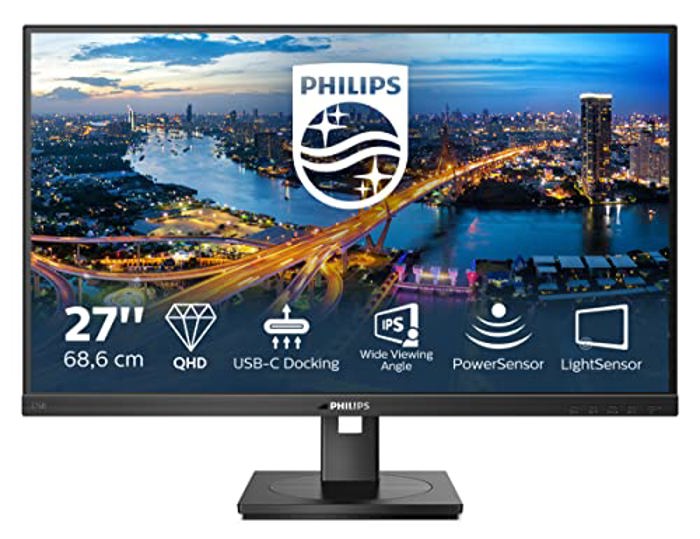 PHILIPS
27"
68,6 cm
QHD
USB-C Docking
IPS
Wide Viewing
Angle
PowerSensor
LightSensor
PHILIPS